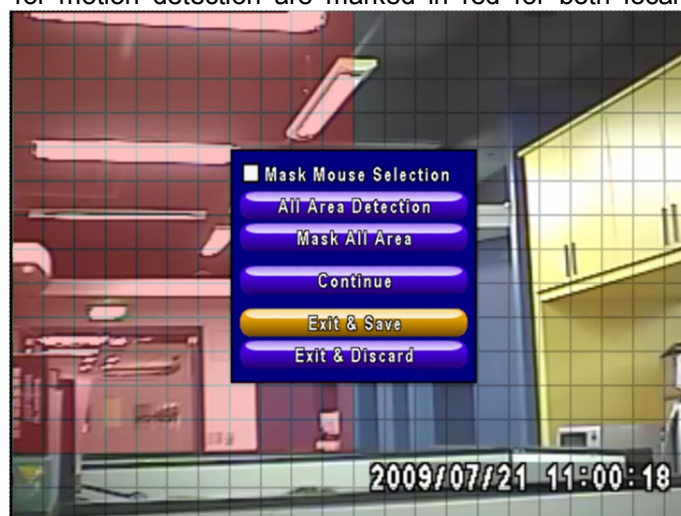 for motion detection are marked in red for both local
Mask Mouse Selection
All Area Detection
Mask All Area
Continue
Exit & Save
Exit & Discard
2009/07/21 11:00:18